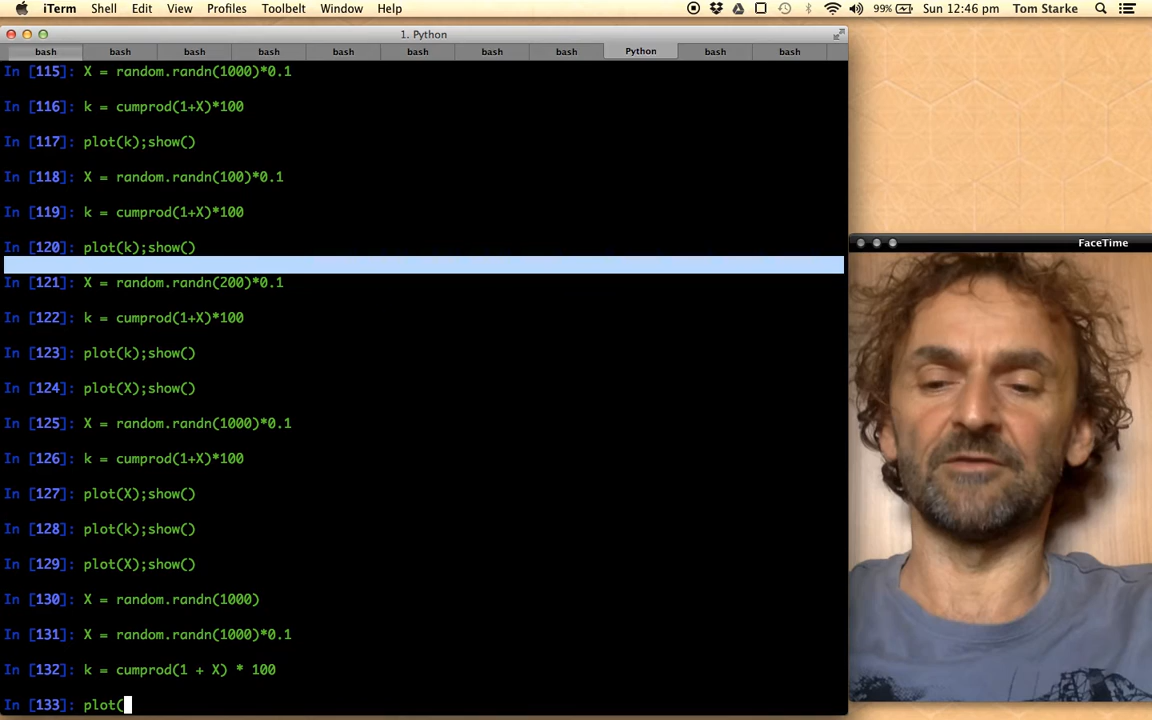 iTerm Shell Edit View Profiles Toolbelt Window Help 99% Sun 12:46 pm Tom Starke
1. Python
bash bash bash bash bash bash bash bash Python bash bash
In [115]: X = random.randn(1000)*0.1
In [116]: k = cumprod(1+X)*100
In [117]: plot(k);show()
In [118]: X = random.randn(100)*0.1
In [119]: k = cumprod(1+X)*100
In [120]: plot(k);show()
In [121]: X = random.randn(200)*0.1
In [122]: k = cumprod(1+X)*100
In [123]: plot(k);show()
In [124]: plot(X);show()
In [125]: X = random.randn(1000)*0.1
In [126]: k = cumprod(1+X)*100
In [127]: plot(X);show()
In [128]: plot(k);show()
In [129]: plot(X);show()
In [130]: X = random.randn(1000)
In [131]: X = random.randn(1000)*0.1
In [132]: k = cumprod(1 + X) * 100
In [133]: plot(
FaceTime